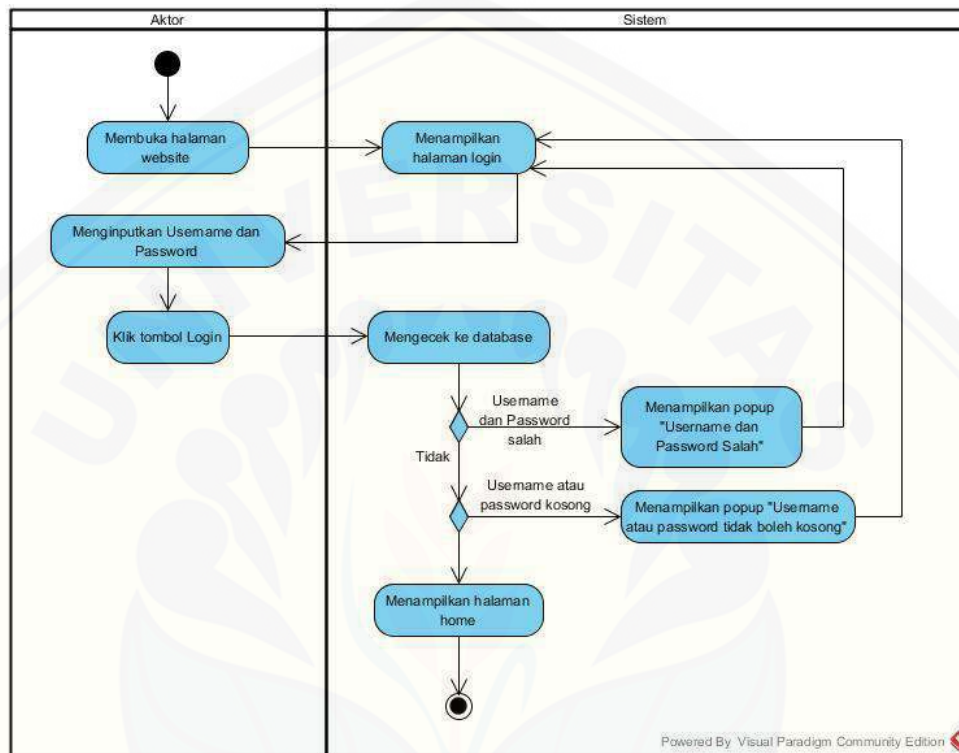 Aktor
Sistem
Membuka halaman
website
Menampilkan
halaman login
Menginputkan Username dan
Password
Klik tombol Login
Mengecek ke database
Username
dan Password
salah
Menampilkan popup
"Username dan
Password Salah"
Tidak
Username atau
password kosong
Menampilkan popup "Username
atau password tidak boleh kosong"
Menampilkan halaman
home
UNIVERSITAS
Powered By Visual Paradigm Community Edition